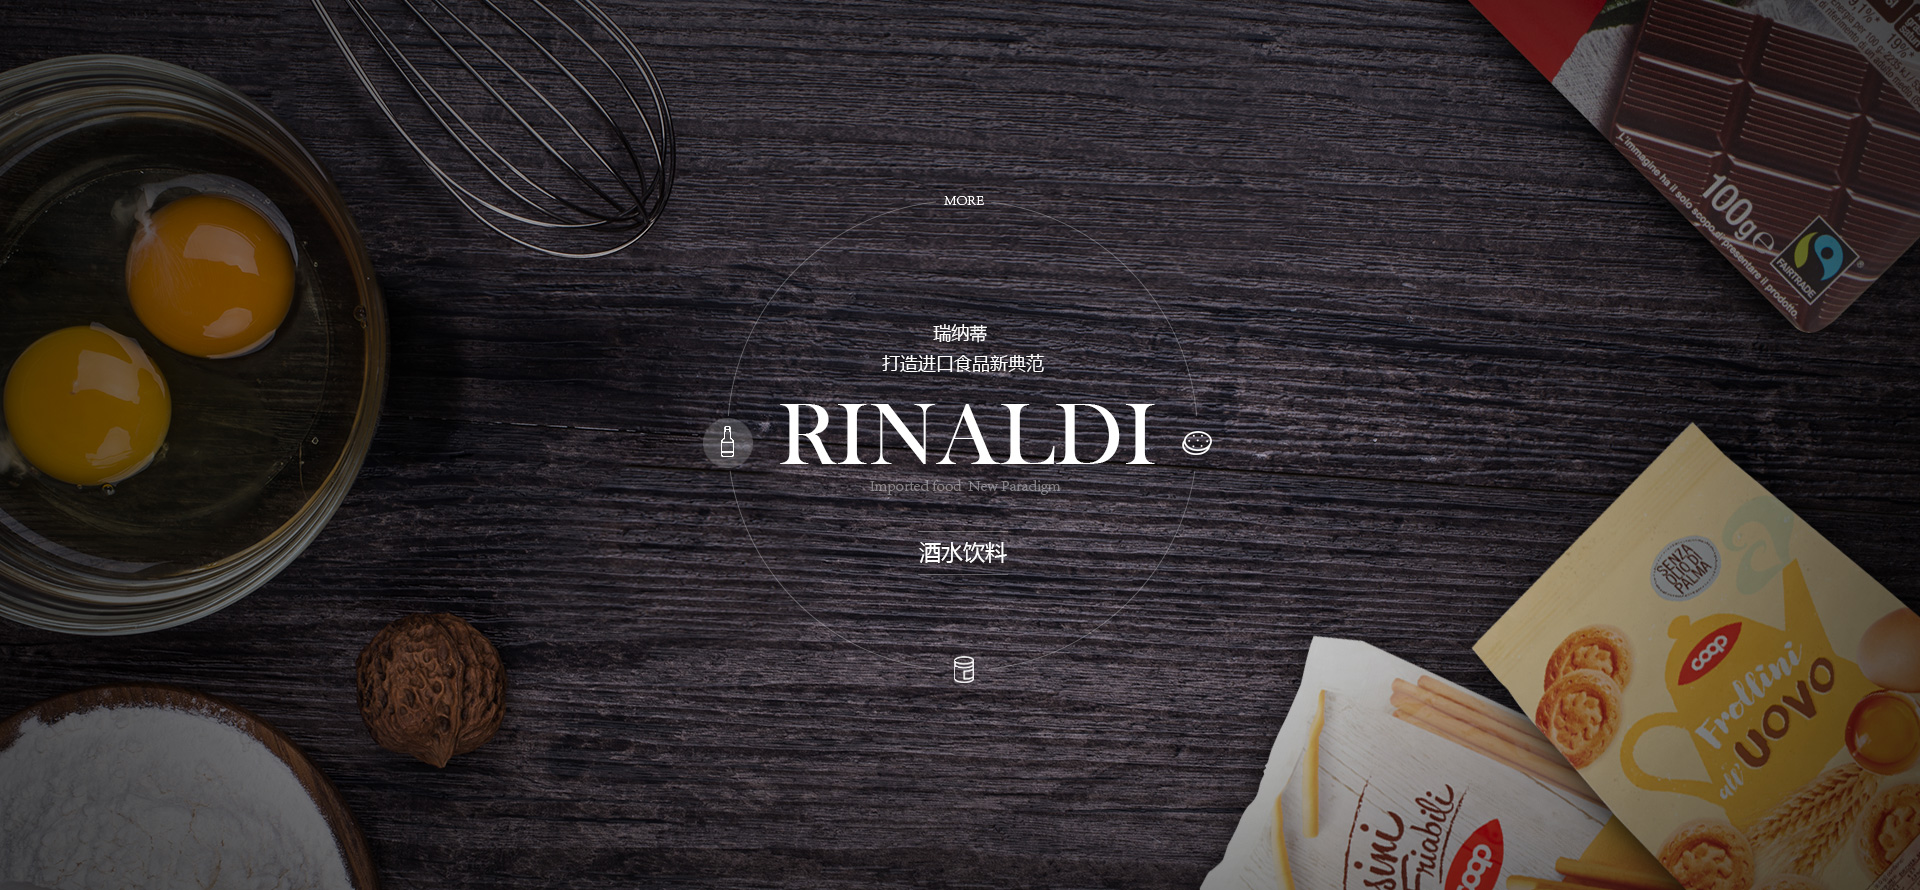 MORE
瑞纳蒂
打造进口食品新典范
RINALDI
Imported food New Paradigm
酒水饮料
L'immagine ha il solo scopo di presentare il prodotto.
100g℮
FAIRTRADE
®
19%
SENZA
OLIO DI
PALMA
coop
Frollini
all'
UOVO
sini
friabili
coop